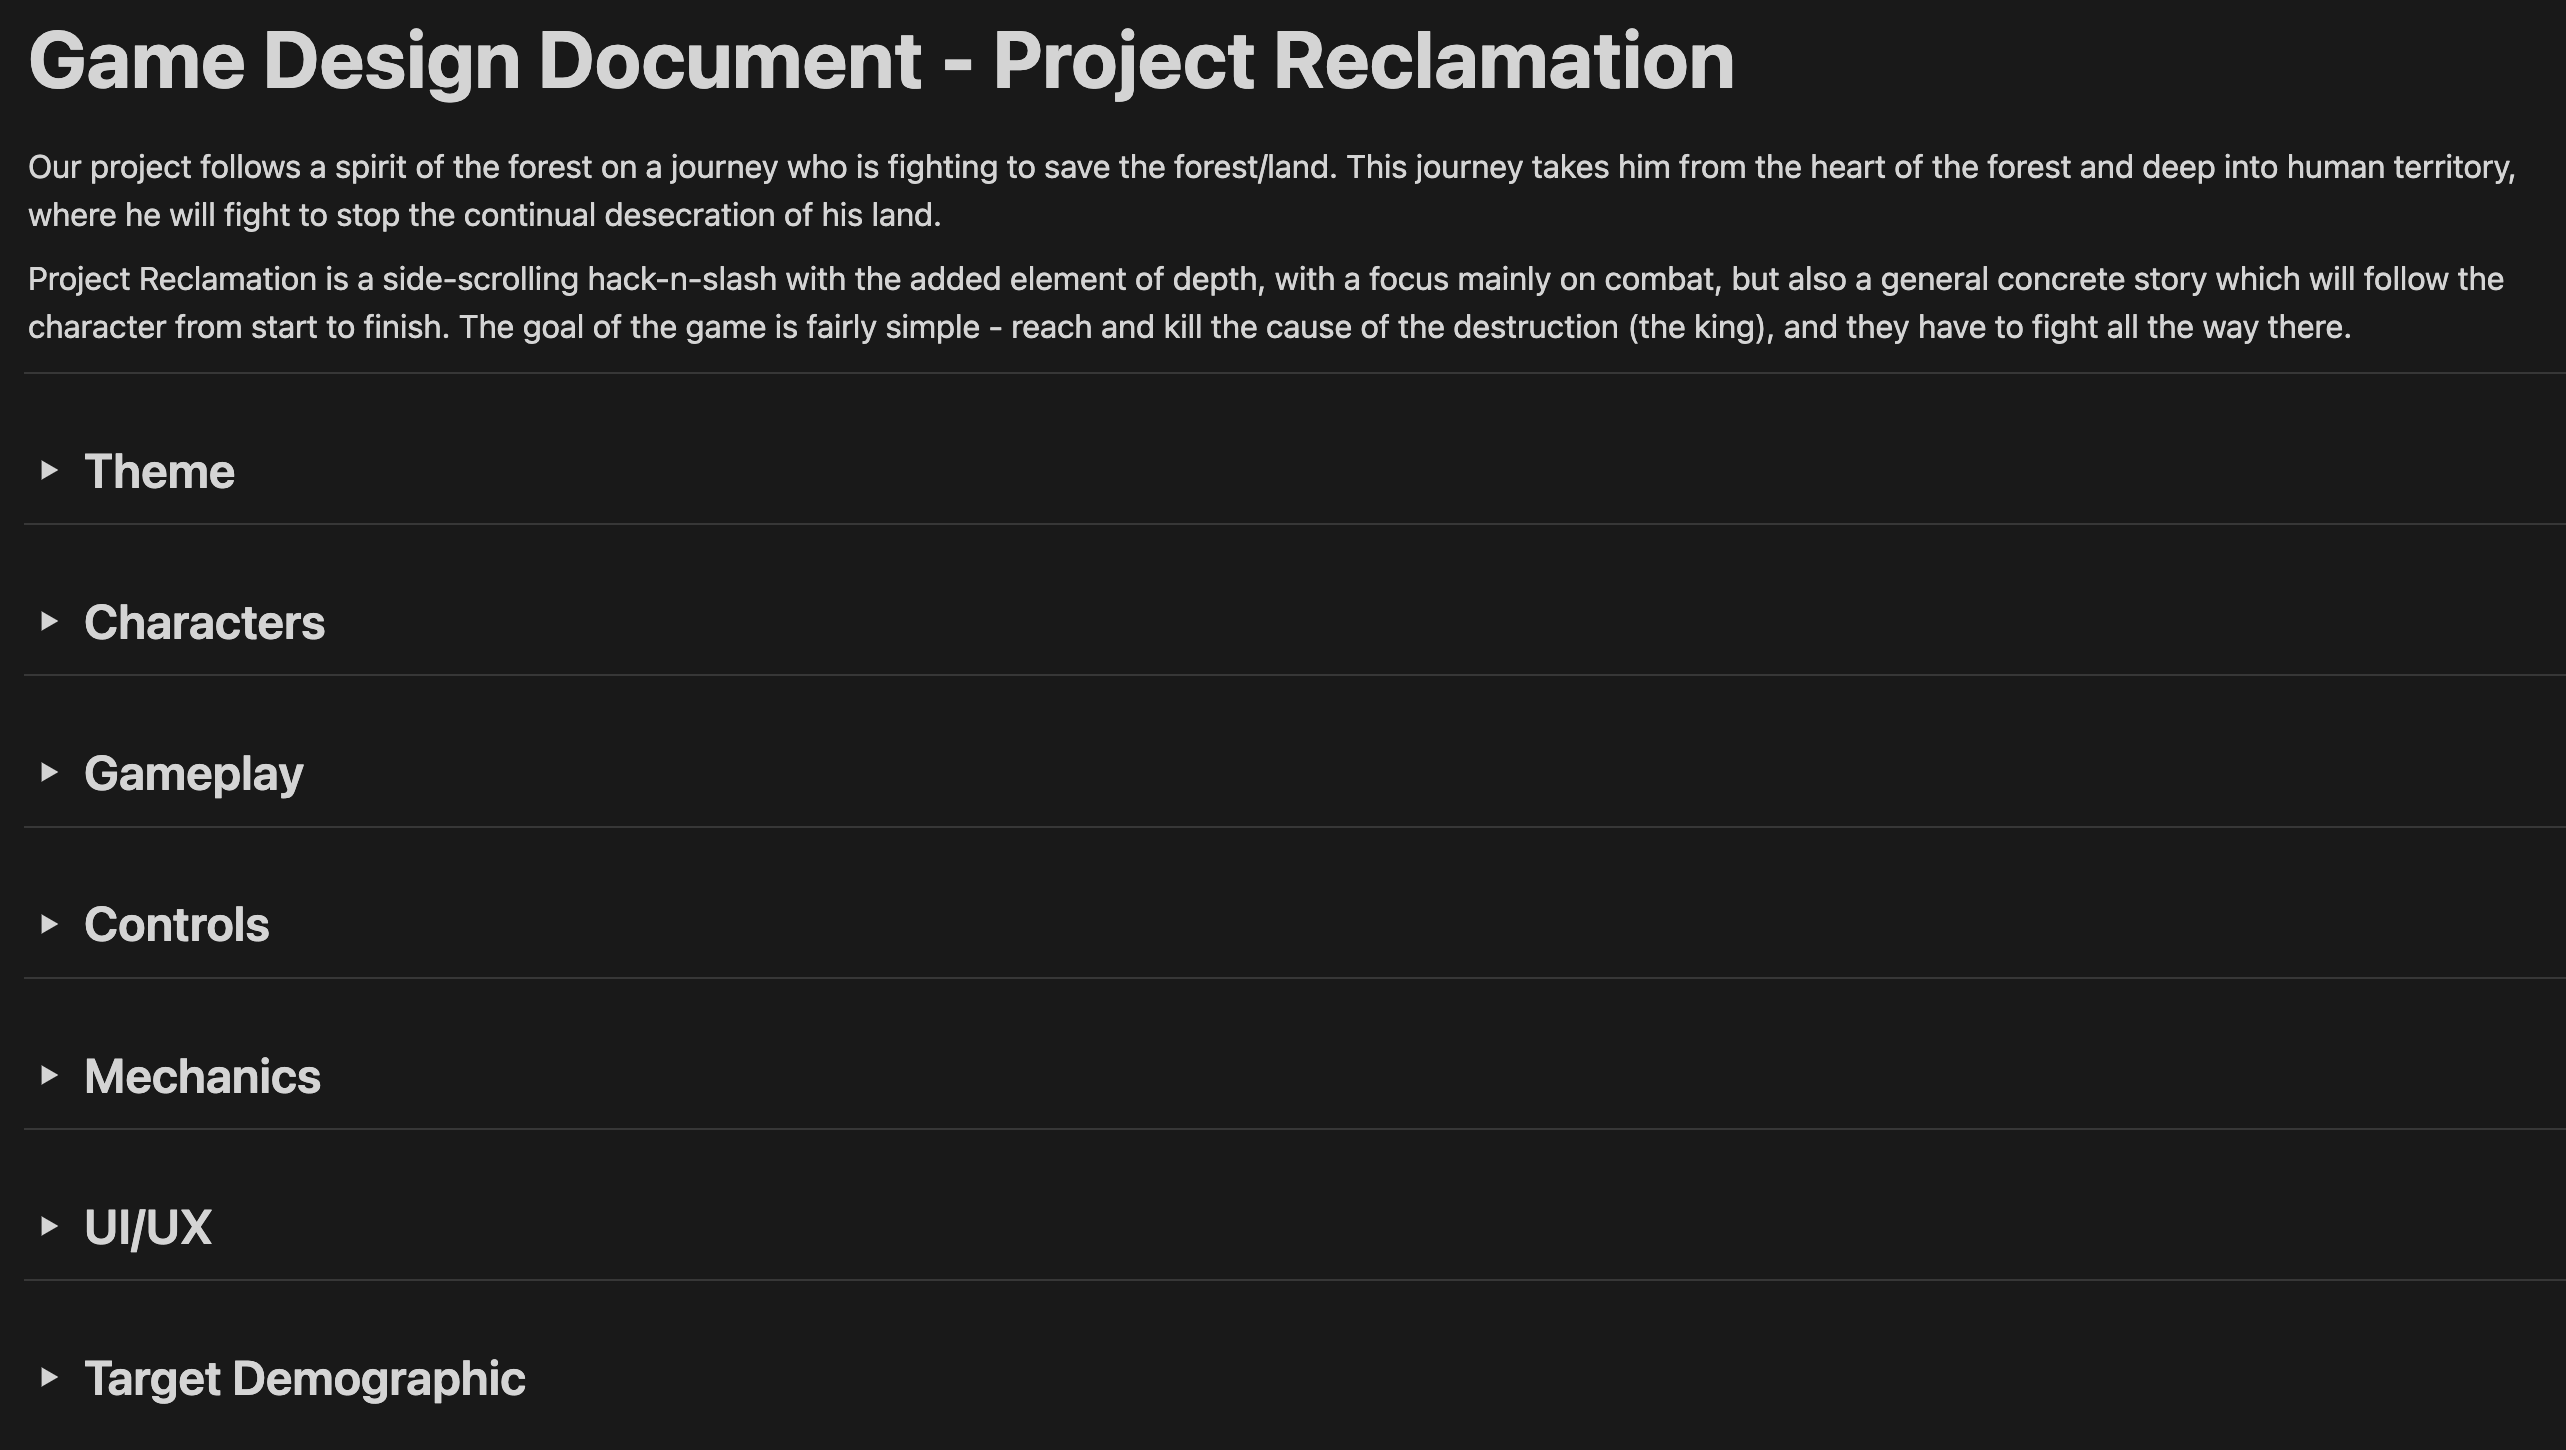 Game Design Document - Project Reclamation
Our project follows a spirit of the forest on a journey who is fighting to save the forest/land. This journey takes him from the heart of the forest and deep into human territory,
where he will fight to stop the continual desecration of his land.
Project Reclamation is a side-scrolling hack-n-slash with the added element of depth, with a focus mainly on combat, but also a general concrete story which will follow the
character from start to finish. The goal of the game is fairly simple - reach and kill the cause of the destruction (the king), and they have to fight all the way there.
Theme
Characters
Gameplay
Controls
Mechanics
UI/UX
Target Demographic